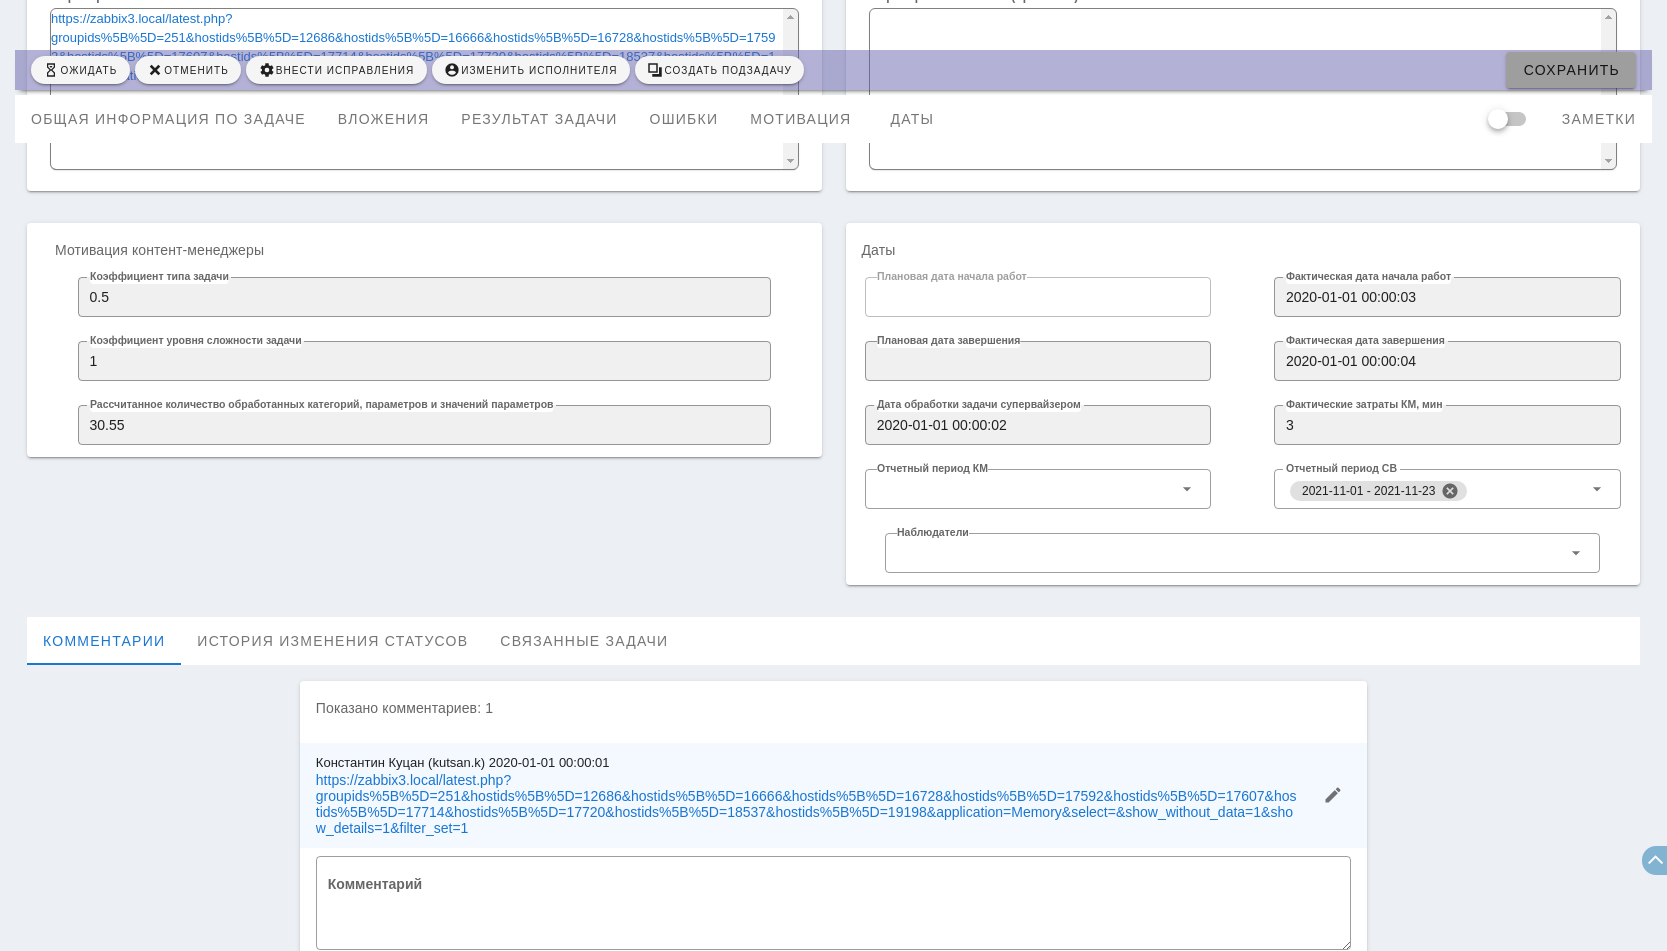 https://zabbix3.local/latest.php?
groupids%5B%5D=251&hostids%5B%5D=12686&hostids%5B%5D=16666&hostids%5B%5D=16728&hostids%5B%5D=1759
ОЖИДАТЬ ОТМЕНИТЬ ВНЕСТИ ИСПРАВЛЕНИЯ ИЗМЕНИТЬ ИСПОЛНИТЕЛЯ СОЗДАТЬ ПОДЗАДАЧУ СОХРАНИТЬ
ОБЩАЯ ИНФОРМАЦИЯ ПО ЗАДАЧЕ ВЛОЖЕНИЯ РЕЗУЛЬТАТ ЗАДАЧИ ОШИБКИ МОТИВАЦИЯ ДАТЫ ЗАМЕТКИ
Мотивация контент-менеджеры
Коэффициент типа задачи
0.5
Коэффициент уровня сложности задачи
1
Рассчитанное количество обработанных категорий, параметров и значений параметров
30.55
Даты
Плановая дата начала работ
Фактическая дата начала работ
2020-01-01 00:00:03
Плановая дата завершения
Фактическая дата завершения
2020-01-01 00:00:04
Дата обработки задачи супервайзером
2020-01-01 00:00:02
Фактические затраты КМ, мин
3
Отчетный период КМ
Отчетный период СВ
2021-11-01 - 2021-11-23
Наблюдатели
КОММЕНТАРИИ ИСТОРИЯ ИЗМЕНЕНИЯ СТАТУСОВ СВЯЗАННЫЕ ЗАДАЧИ
Показано комментариев: 1
Константин Куцан (kutsan.k) 2020-01-01 00:00:01
https://zabbix3.local/latest.php?
groupids%5B%5D=251&hostids%5B%5D=12686&hostids%5B%5D=16666&hostids%5B%5D=16728&hostids%5B%5D=17592&hostids%5B%5D=17607&hos
tids%5B%5D=17714&hostids%5B%5D=17720&hostids%5B%5D=18537&hostids%5B%5D=19198&application=Memory&select=&show_without_data=1&sho
w_details=1&filter_set=1
Комментарий